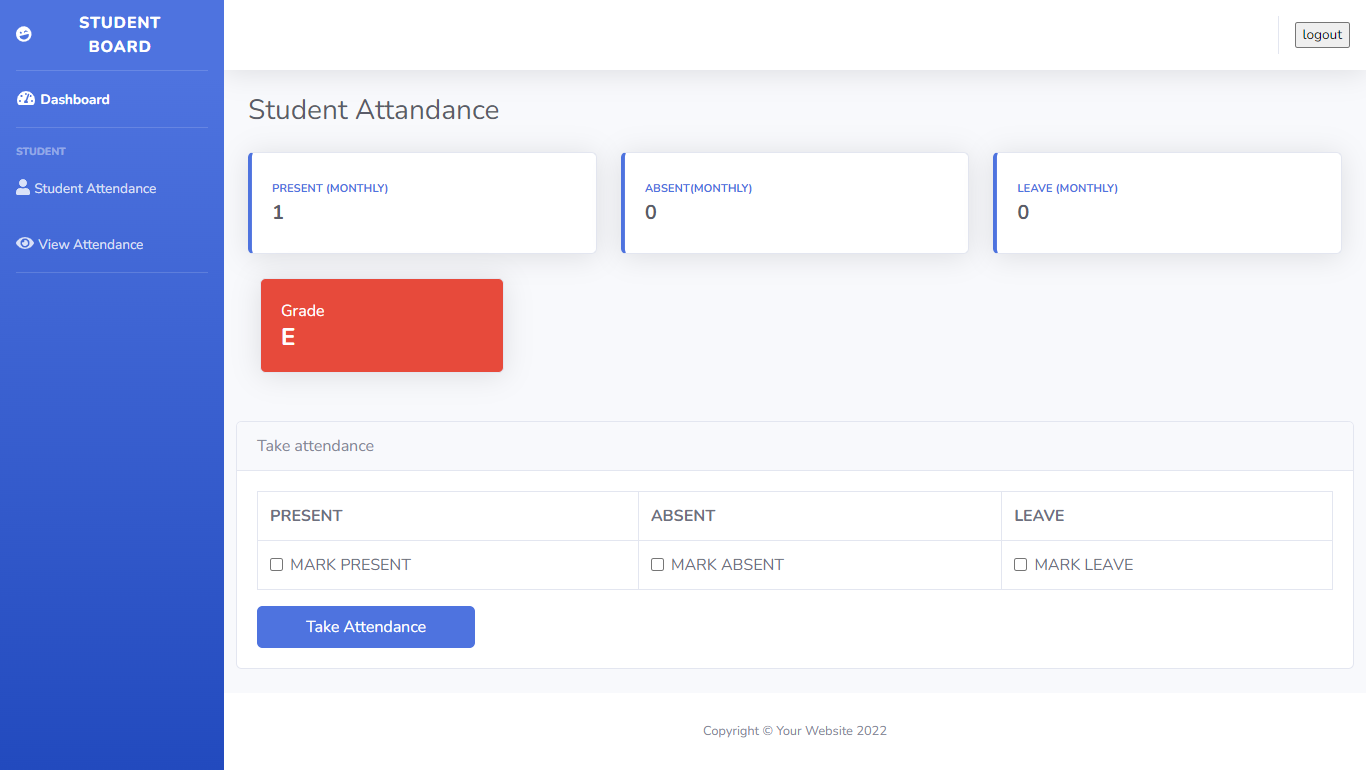 STUDENT
BOARD
logout
Dashboard
STUDENT
Student Attendance
View Attendance
Student Attandance
PRESENT (MONTHLY)
1
ABSENT(MONTHLY)
0
LEAVE (MONTHLY)
0
Grade
E
Take attendance
PRESENT ABSENT LEAVE
MARK PRESENT MARK ABSENT MARK LEAVE
Take Attendance
Copyright © Your Website 2022